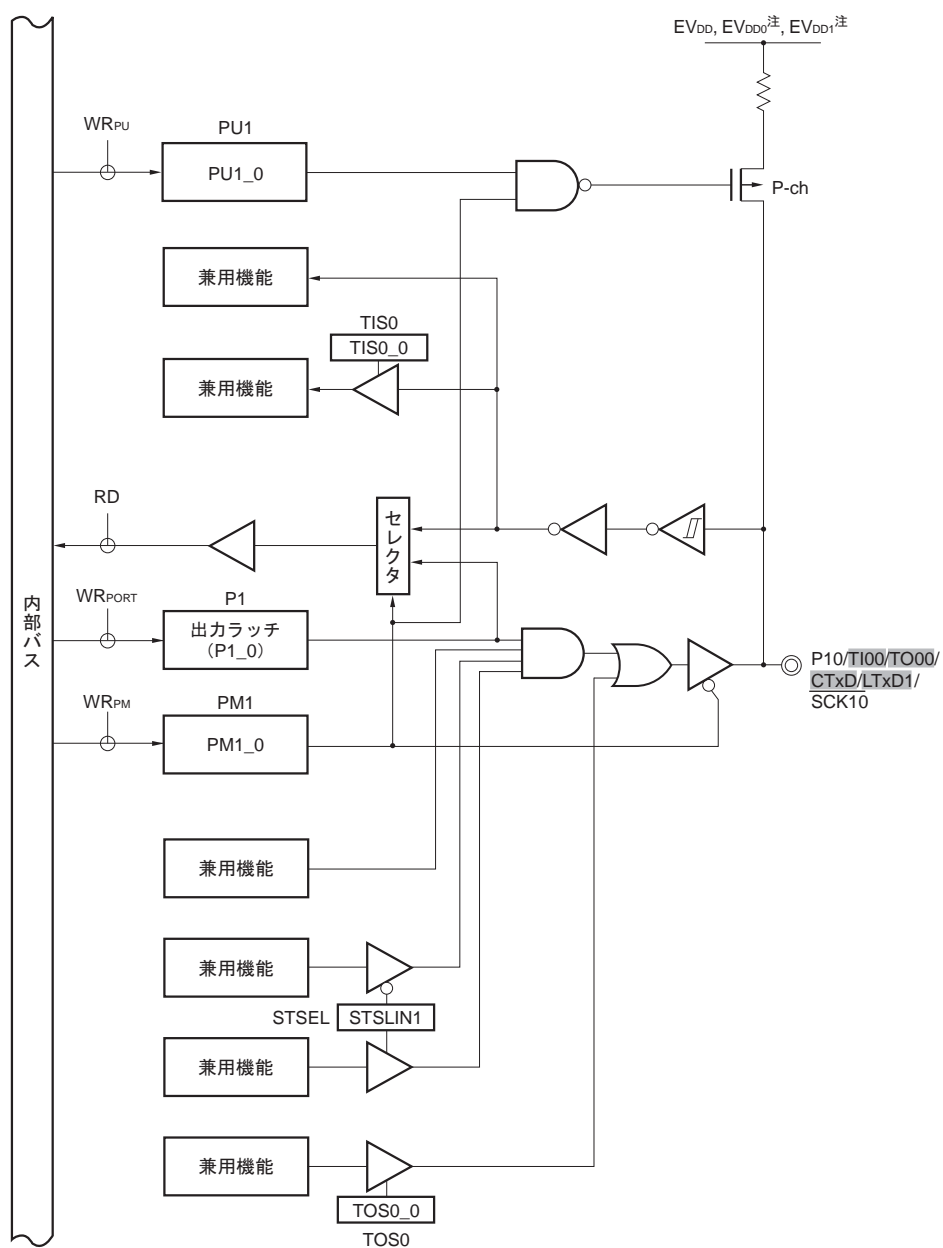 EVDD, EVDD0注, EVDD1注
WRPU
PU1
PU1_0
P-ch
兼用機能
TIS0
TIS0_0
兼用機能
RD
セレクタ
内部バス
WRPORT
P1
出力ラッチ
(P1_0)
P10/TI00/TO00/
CTxD/LTxD1/
SCK10
WRPM
PM1
PM1_0
兼用機能
兼用機能
STSEL STSLIN1
兼用機能
兼用機能
TOS0_0
TOS0